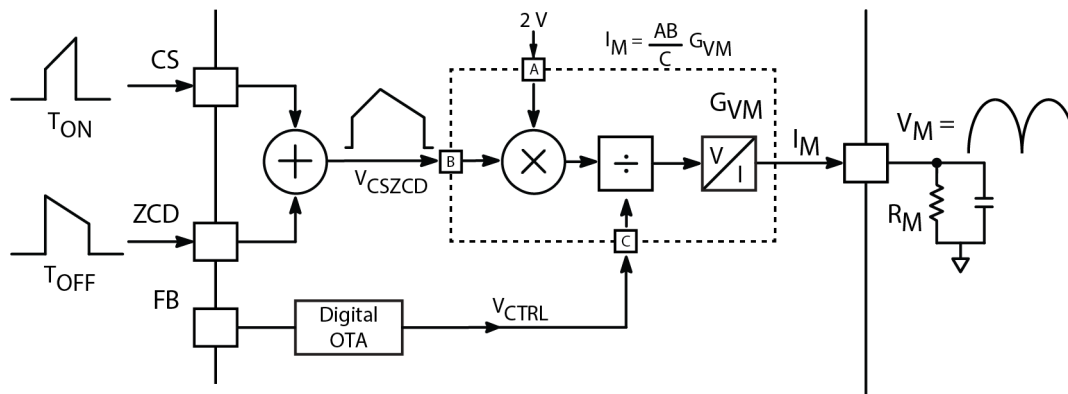 2 V
I_M = AB/C G_VM
CS
A
T_ON
G_VM
V_M =
I_M
B
V
I
V_CSZCD
ZCD
R_M
C
T_OFF
FB
V_CTRL
Digital
OTA